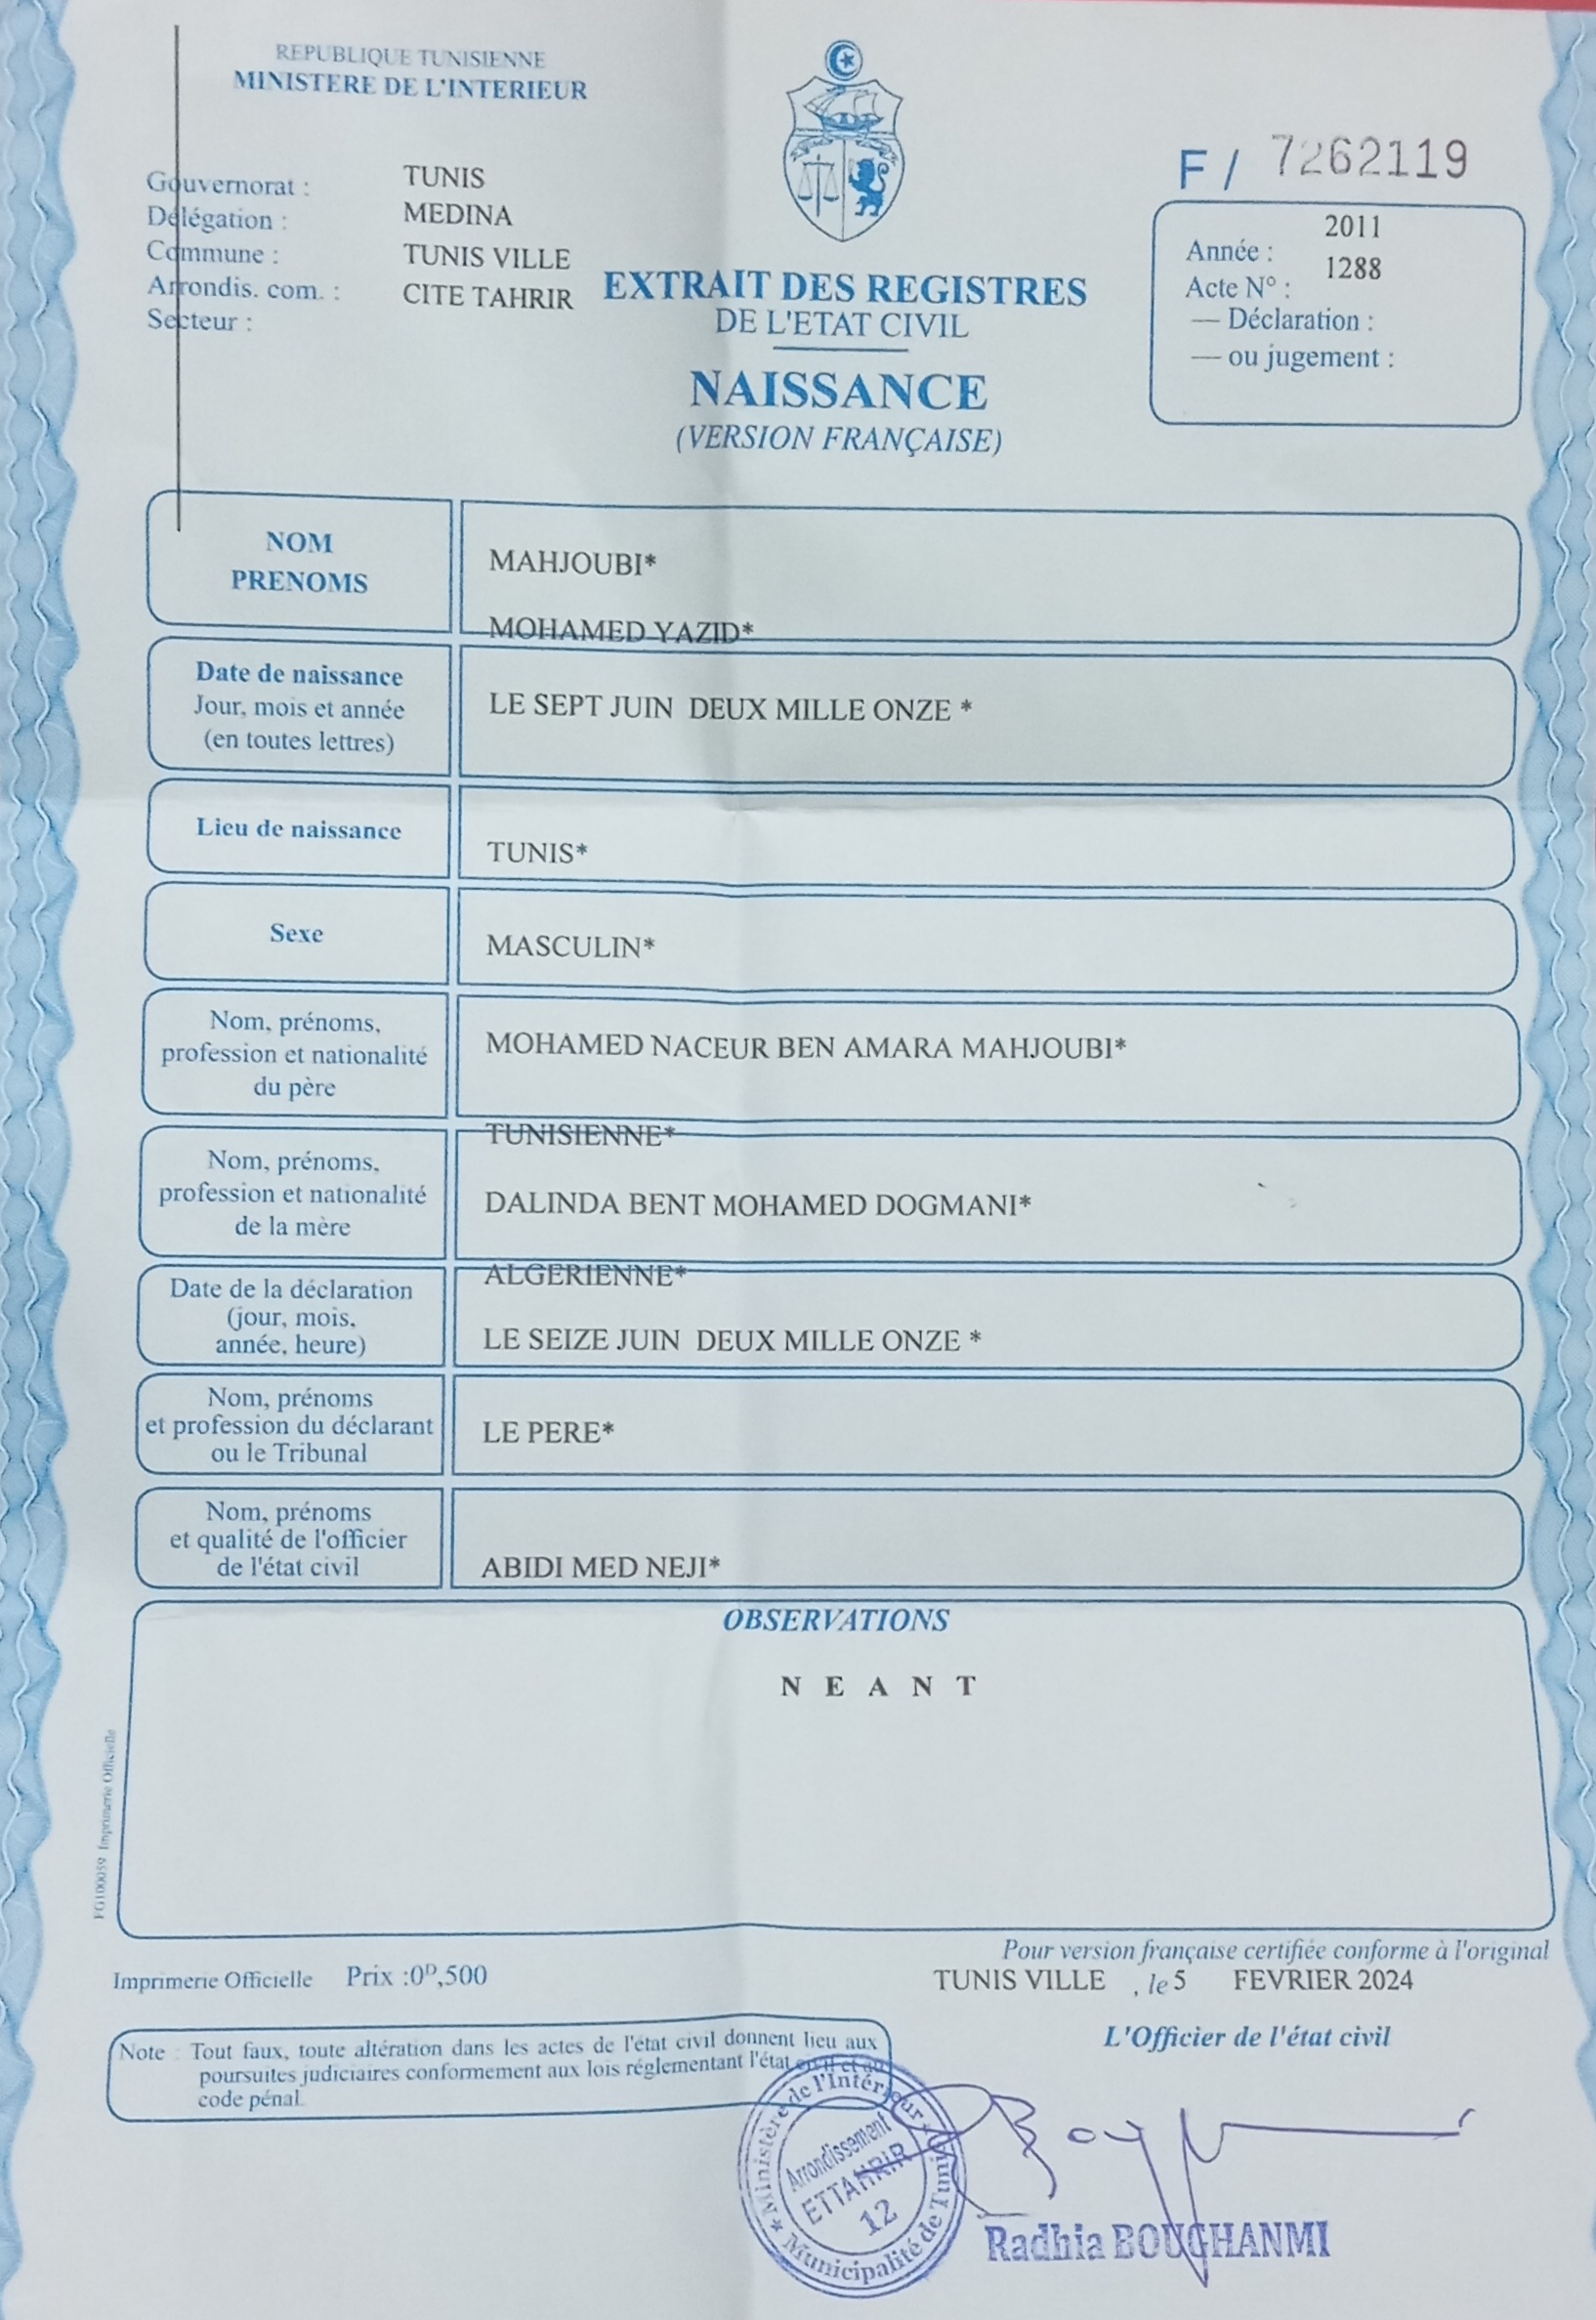 REPUBLIQUE TUNISIENNE
MINISTERE DE L'INTERIEUR
Gouvernorat : TUNIS
Délégation : MEDINA
Commune : TUNIS VILLE
Arrondis. com. : CITE TAHRIR
Secteur :
F / 7262119
Année : 2011
Acte N° : 1288
— Déclaration :
— ou jugement :
EXTRAIT DES REGISTRES
DE L'ETAT CIVIL
NAISSANCE
(VERSION FRANÇAISE)
NOM
PRENOMS
MAHJOUBI*
MOHAMED YAZID*
Date de naissance
Jour, mois et année
(en toutes lettres)
LE SEPT JUIN DEUX MILLE ONZE *
Lieu de naissance
TUNIS*
Sexe
MASCULIN*
Nom, prénoms,
profession et nationalité
du père
MOHAMED NACEUR BEN AMARA MAHJOUBI*
TUNISIENNE*
Nom, prénoms,
profession et nationalité
de la mère
DALINDA BENT MOHAMED DOGMANI*
ALGERIENNE*
Date de la déclaration
(jour, mois,
année, heure)
LE SEIZE JUIN DEUX MILLE ONZE *
Nom, prénoms
et profession du déclarant
ou le Tribunal
LE PERE*
Nom, prénoms
et qualité de l'officier
de l'état civil
ABIDI MED NEJI*
OBSERVATIONS
N E A N T
FG100059 Imprimerie Officielle
Imprimerie Officielle Prix :0ᴰ,500
Pour version française certifiée conforme à l'original
TUNIS VILLE , le 5 FEVRIER 2024
L'Officier de l'état civil
Note : Tout faux, toute altération dans les actes de l'état civil donnent lieu aux
poursuites judiciaires conformement aux lois réglementant l'état civil et au
code pénal.
Ministère de l'Intérieur
Municipalité de Tunis
Arrondissement
ETTAHRIR
12
Radhia BOUGHANMI